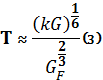 T ≈ (kG)^{1/6} / G_F^{2/3} (3)